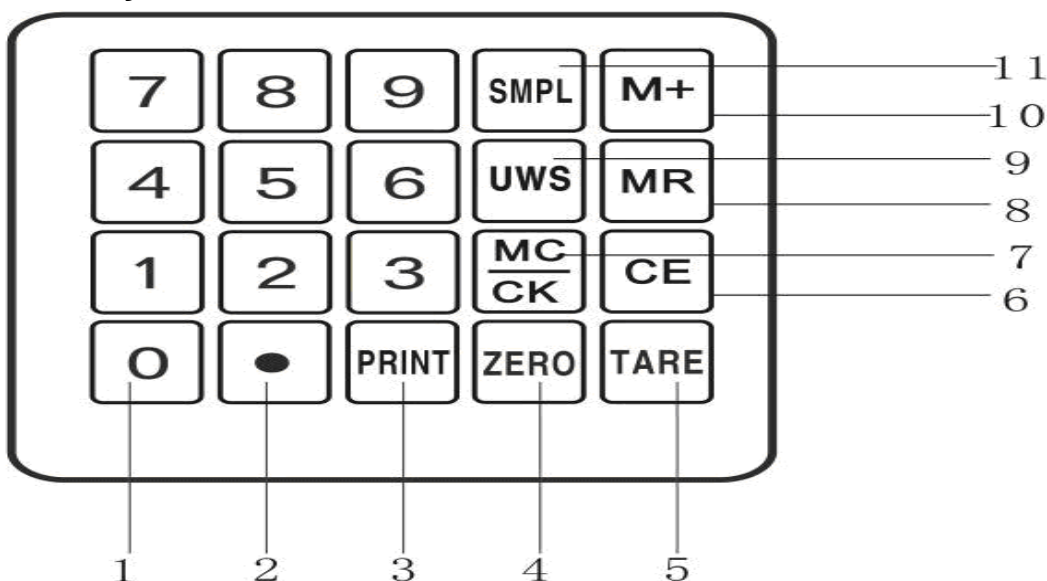 7 8 9 SMPL M+ 11
10
4 5 6 UWS MR 9
8
1 2 3 MC CE 7
CK
6
0 • PRINT ZERO TARE
1 2 3 4 5